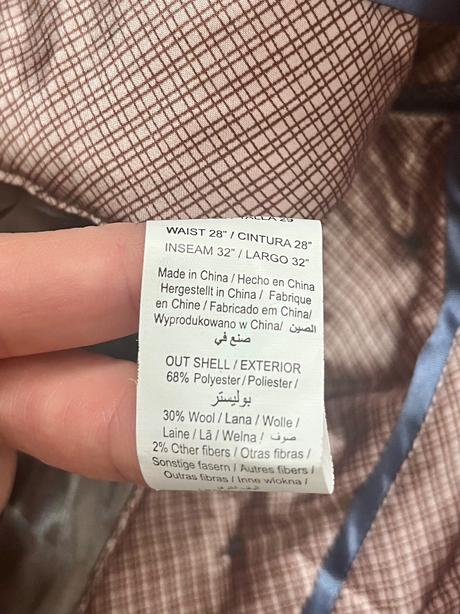 WAIST 28" / CINTURA 28"
INSEAM 32" / LARGO 32"
Made in China / Hecho en China
Hergestellt in China / Fabrique
en Chine / Fabricado em China/
Wyprodukowano w China/ الصين
صنع في
OUT SHELL / EXTERIOR
68% Polyester / Poliester /
بوليستر
30% Wool / Lana / Wolle /
Laine / Lã / Wełna / صوف
2% Other fibers / Otras fibras /
Sonstige fasern / Autres fibers /
Outras fibras / Inne wlokna /